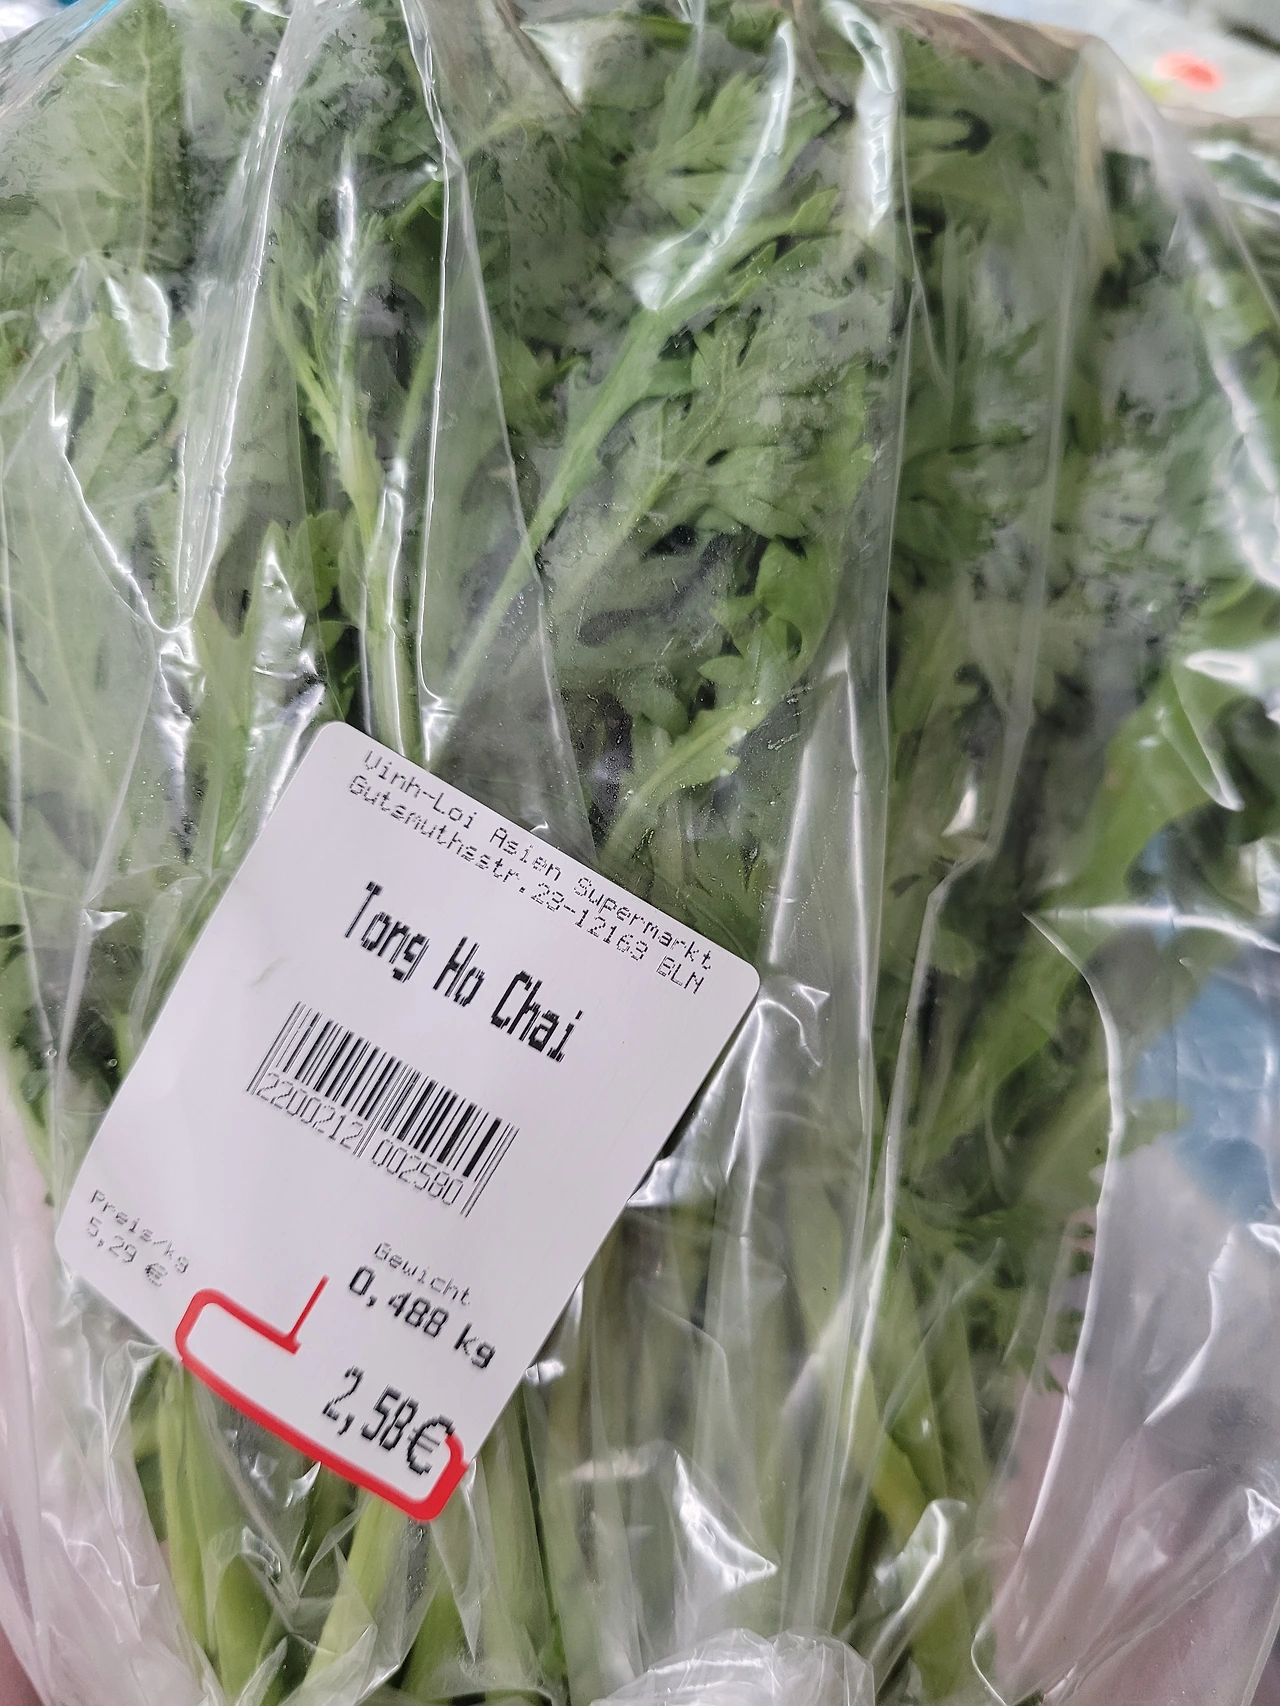 Vinh-Loi Asien Supermarkt
Gutsmuthsstr.23-12163 BLN
Tong Ho Chai
2200212 002580
Preis/kg
5,29 €
Gewicht
0,488 kg
2,58€